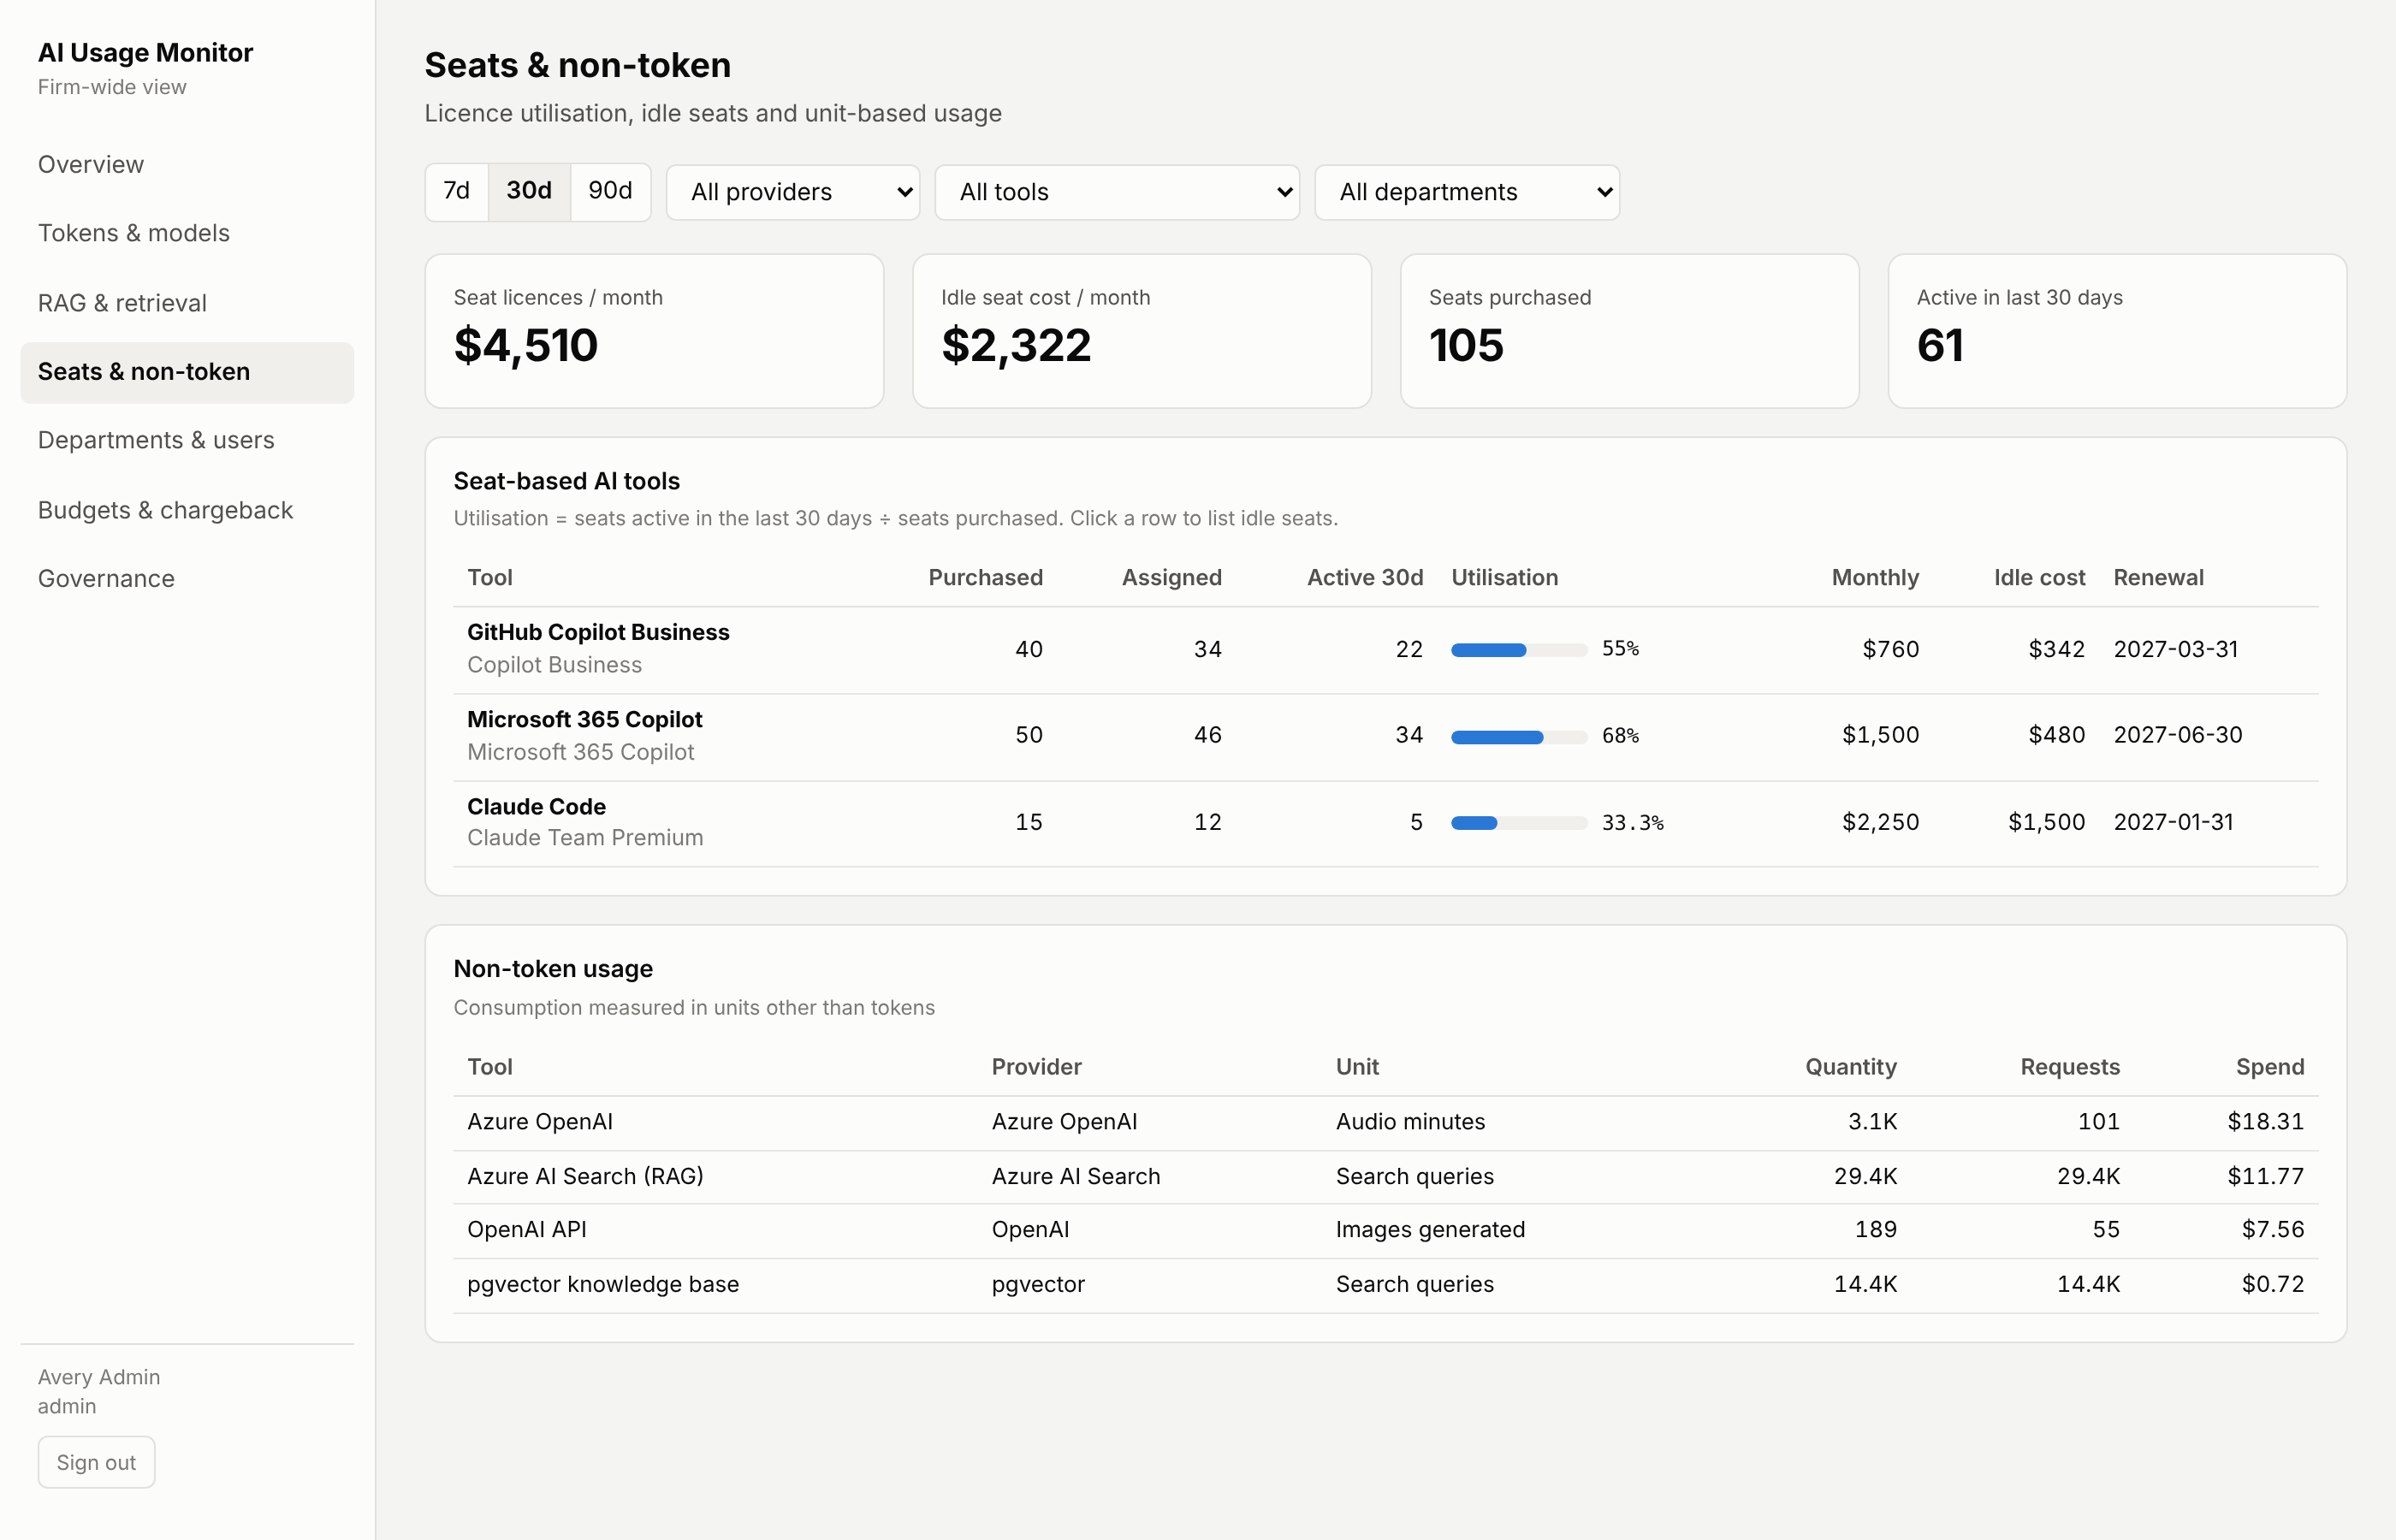 AI Usage Monitor
Firm-wide view
Overview
Tokens & models
RAG & retrieval
Seats & non-token
Departments & users
Budgets & chargeback
Governance
Avery Admin
admin
Sign out
Seats & non-token
Licence utilisation, idle seats and unit-based usage
7d 30d 90d All providers All tools All departments
Seat licences / month
$4,510
Idle seat cost / month
$2,322
Seats purchased
105
Active in last 30 days
61
Seat-based AI tools
Utilisation = seats active in the last 30 days ÷ seats purchased. Click a row to list idle seats.
Tool Purchased Assigned Active 30d Utilisation Monthly Idle cost Renewal
GitHub Copilot Business 40 34 22 55% $760 $342 2027-03-31
Copilot Business
Microsoft 365 Copilot 50 46 34 68% $1,500 $480 2027-06-30
Microsoft 365 Copilot
Claude Code 15 12 5 33.3% $2,250 $1,500 2027-01-31
Claude Team Premium
Non-token usage
Consumption measured in units other than tokens
Tool Provider Unit Quantity Requests Spend
Azure OpenAI Azure OpenAI Audio minutes 3.1K 101 $18.31
Azure AI Search (RAG) Azure AI Search Search queries 29.4K 29.4K $11.77
OpenAI API OpenAI Images generated 189 55 $7.56
pgvector knowledge base pgvector Search queries 14.4K 14.4K $0.72